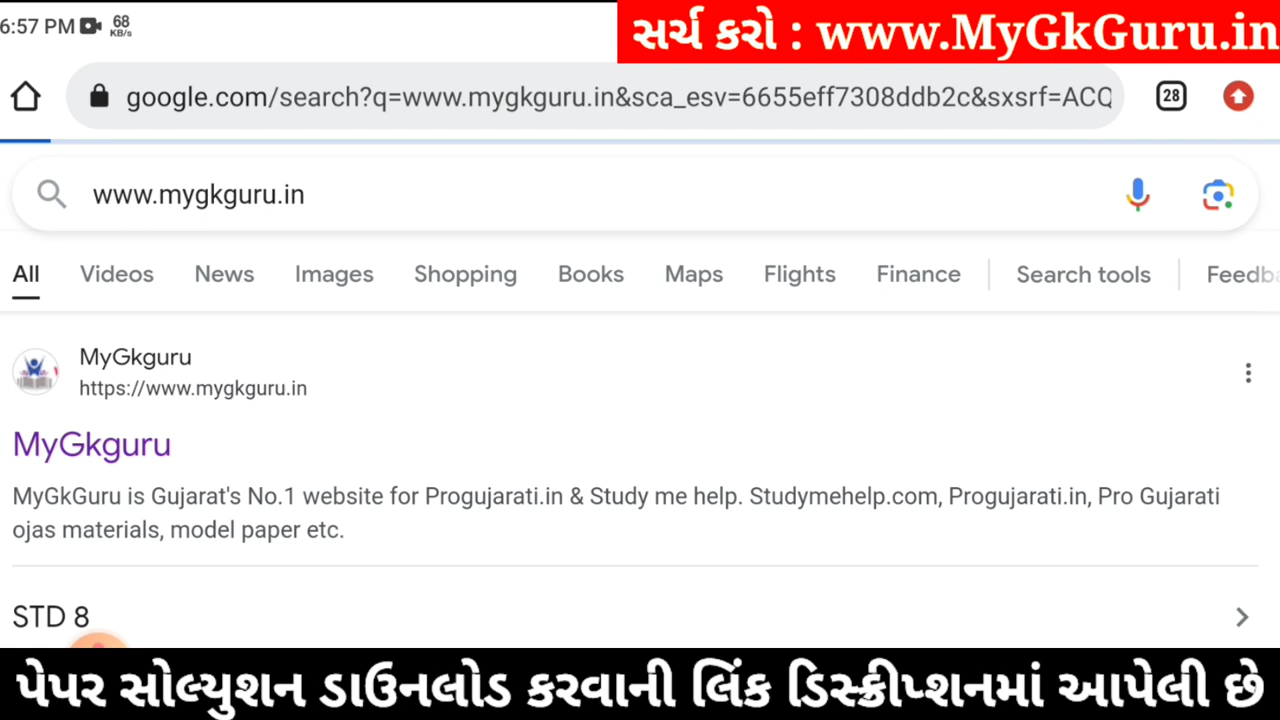 6:57 PM 68 KB/s
સર્ચ કરો : www.MyGkGuru.in
google.com/search?q=www.mygkguru.in&sca_esv=6655eff7308ddb2c&sxsrf=ACQ
28
www.mygkguru.in
All Videos News Images Shopping Books Maps Flights Finance Search tools Feedba
MyGkguru
https://www.mygkguru.in
MyGkguru
MyGkGuru is Gujarat's No.1 website for Progujarati.in & Study me help. Studymehelp.com, Progujarati.in, Pro Gujarati
ojas materials, model paper etc.
STD 8
પેપર સોલ્યુશન ડાઉનલોડ કરવાની લિંક ડિસ્ક્રીપ્શનમાં આપેલી છે